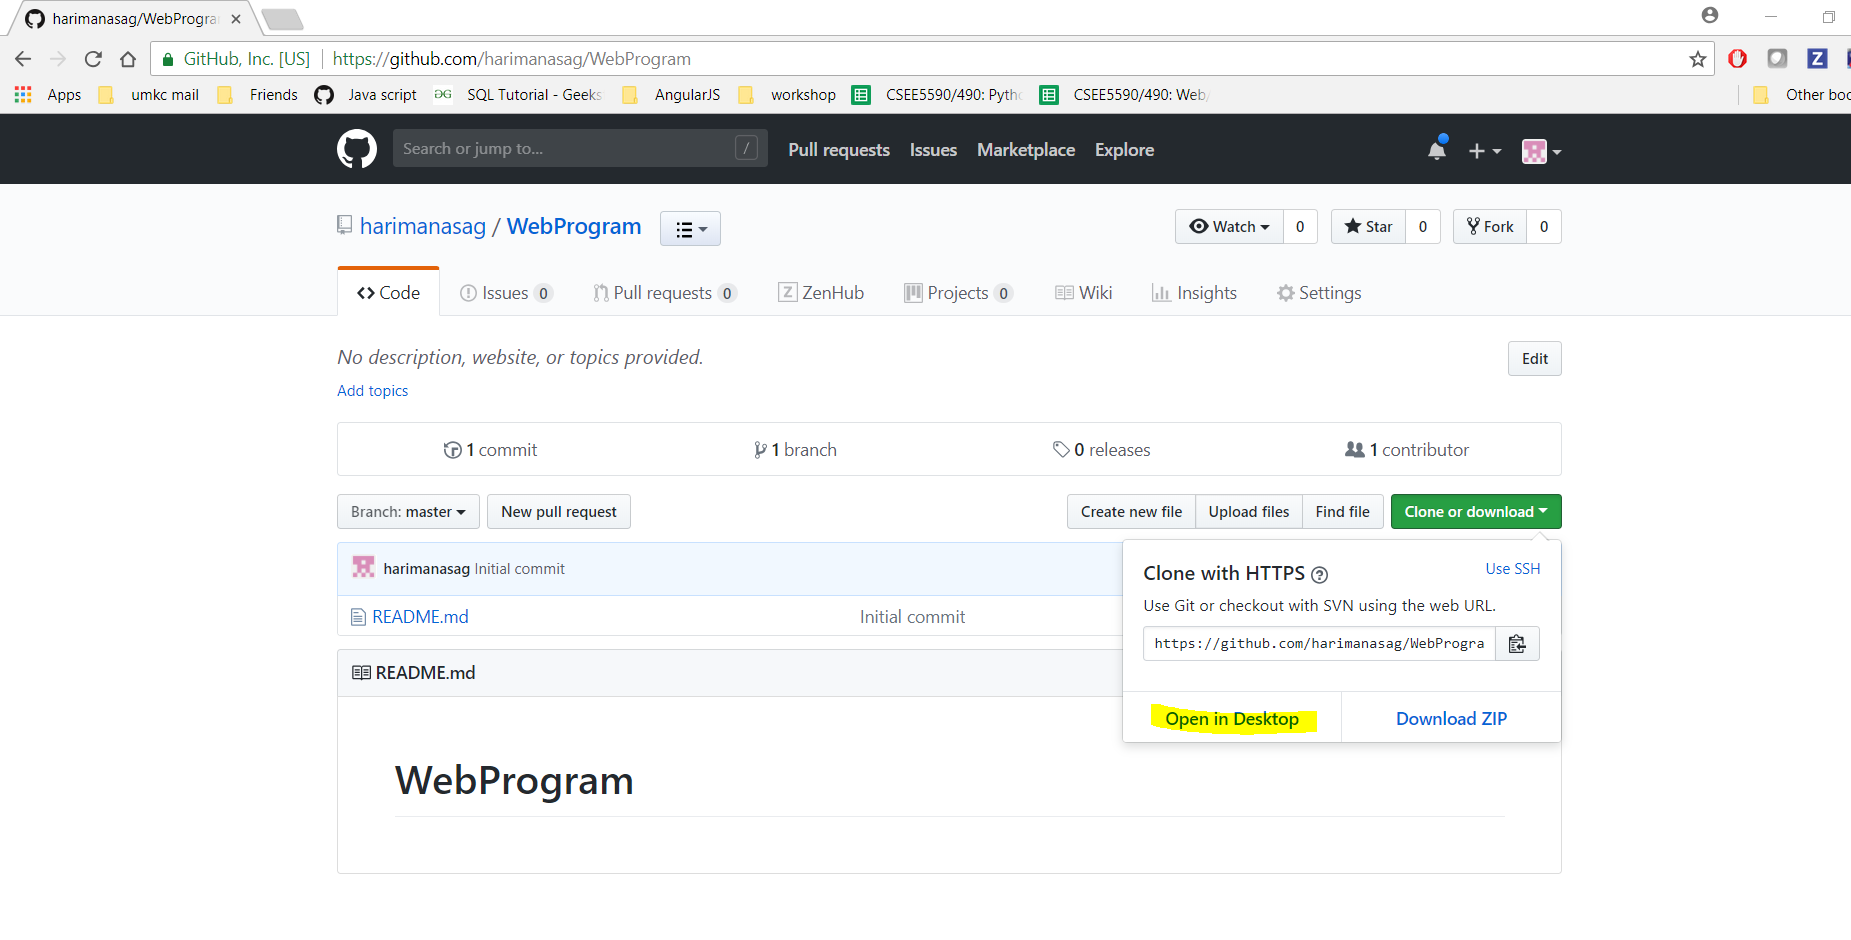 harimanasag/WebProgra
GitHub, Inc. [US] https://github.com/harimanasag/WebProgram
Apps umkc mail Friends Java script SQL Tutorial - Geeks AngularJS workshop CSEE5590/490: Pyth CSEE5590/490: Web Other boo
Search or jump to... / Pull requests Issues Marketplace Explore
harimanasag / WebProgram Watch 0 Star 0 Fork 0
Code Issues 0 Pull requests 0 ZenHub Projects 0 Wiki Insights Settings
No description, website, or topics provided. Edit
Add topics
1 commit 1 branch 0 releases 1 contributor
Branch: master New pull request Create new file Upload files Find file Clone or download
harimanasag Initial commit
README.md Initial commit
Clone with HTTPS Use SSH
Use Git or checkout with SVN using the web URL.
https://github.com/harimanasag/WebProgra
Open in Desktop Download ZIP
README.md
WebProgram